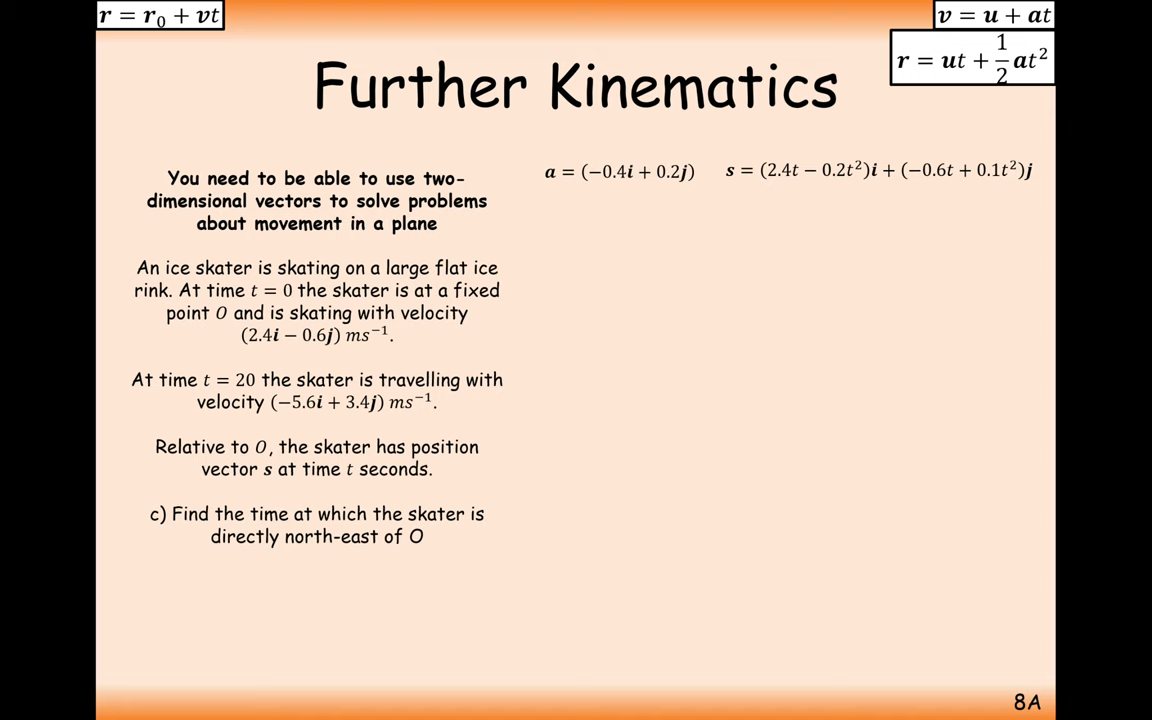 r = r₀ + vt
v = u + at
r = ut + 1/2 at²
Further Kinematics
You need to be able to use two-
dimensional vectors to solve problems
about movement in a plane
a = (−0.4i + 0.2j)
s = (2.4t − 0.2t²)i + (−0.6t + 0.1t²)j
An ice skater is skating on a large flat ice
rink. At time t = 0 the skater is at a fixed
point O and is skating with velocity
(2.4i − 0.6j) ms⁻¹.
At time t = 20 the skater is travelling with
velocity (−5.6i + 3.4j) ms⁻¹.
Relative to O, the skater has position
vector s at time t seconds.
c) Find the time at which the skater is
directly north-east of O
8A